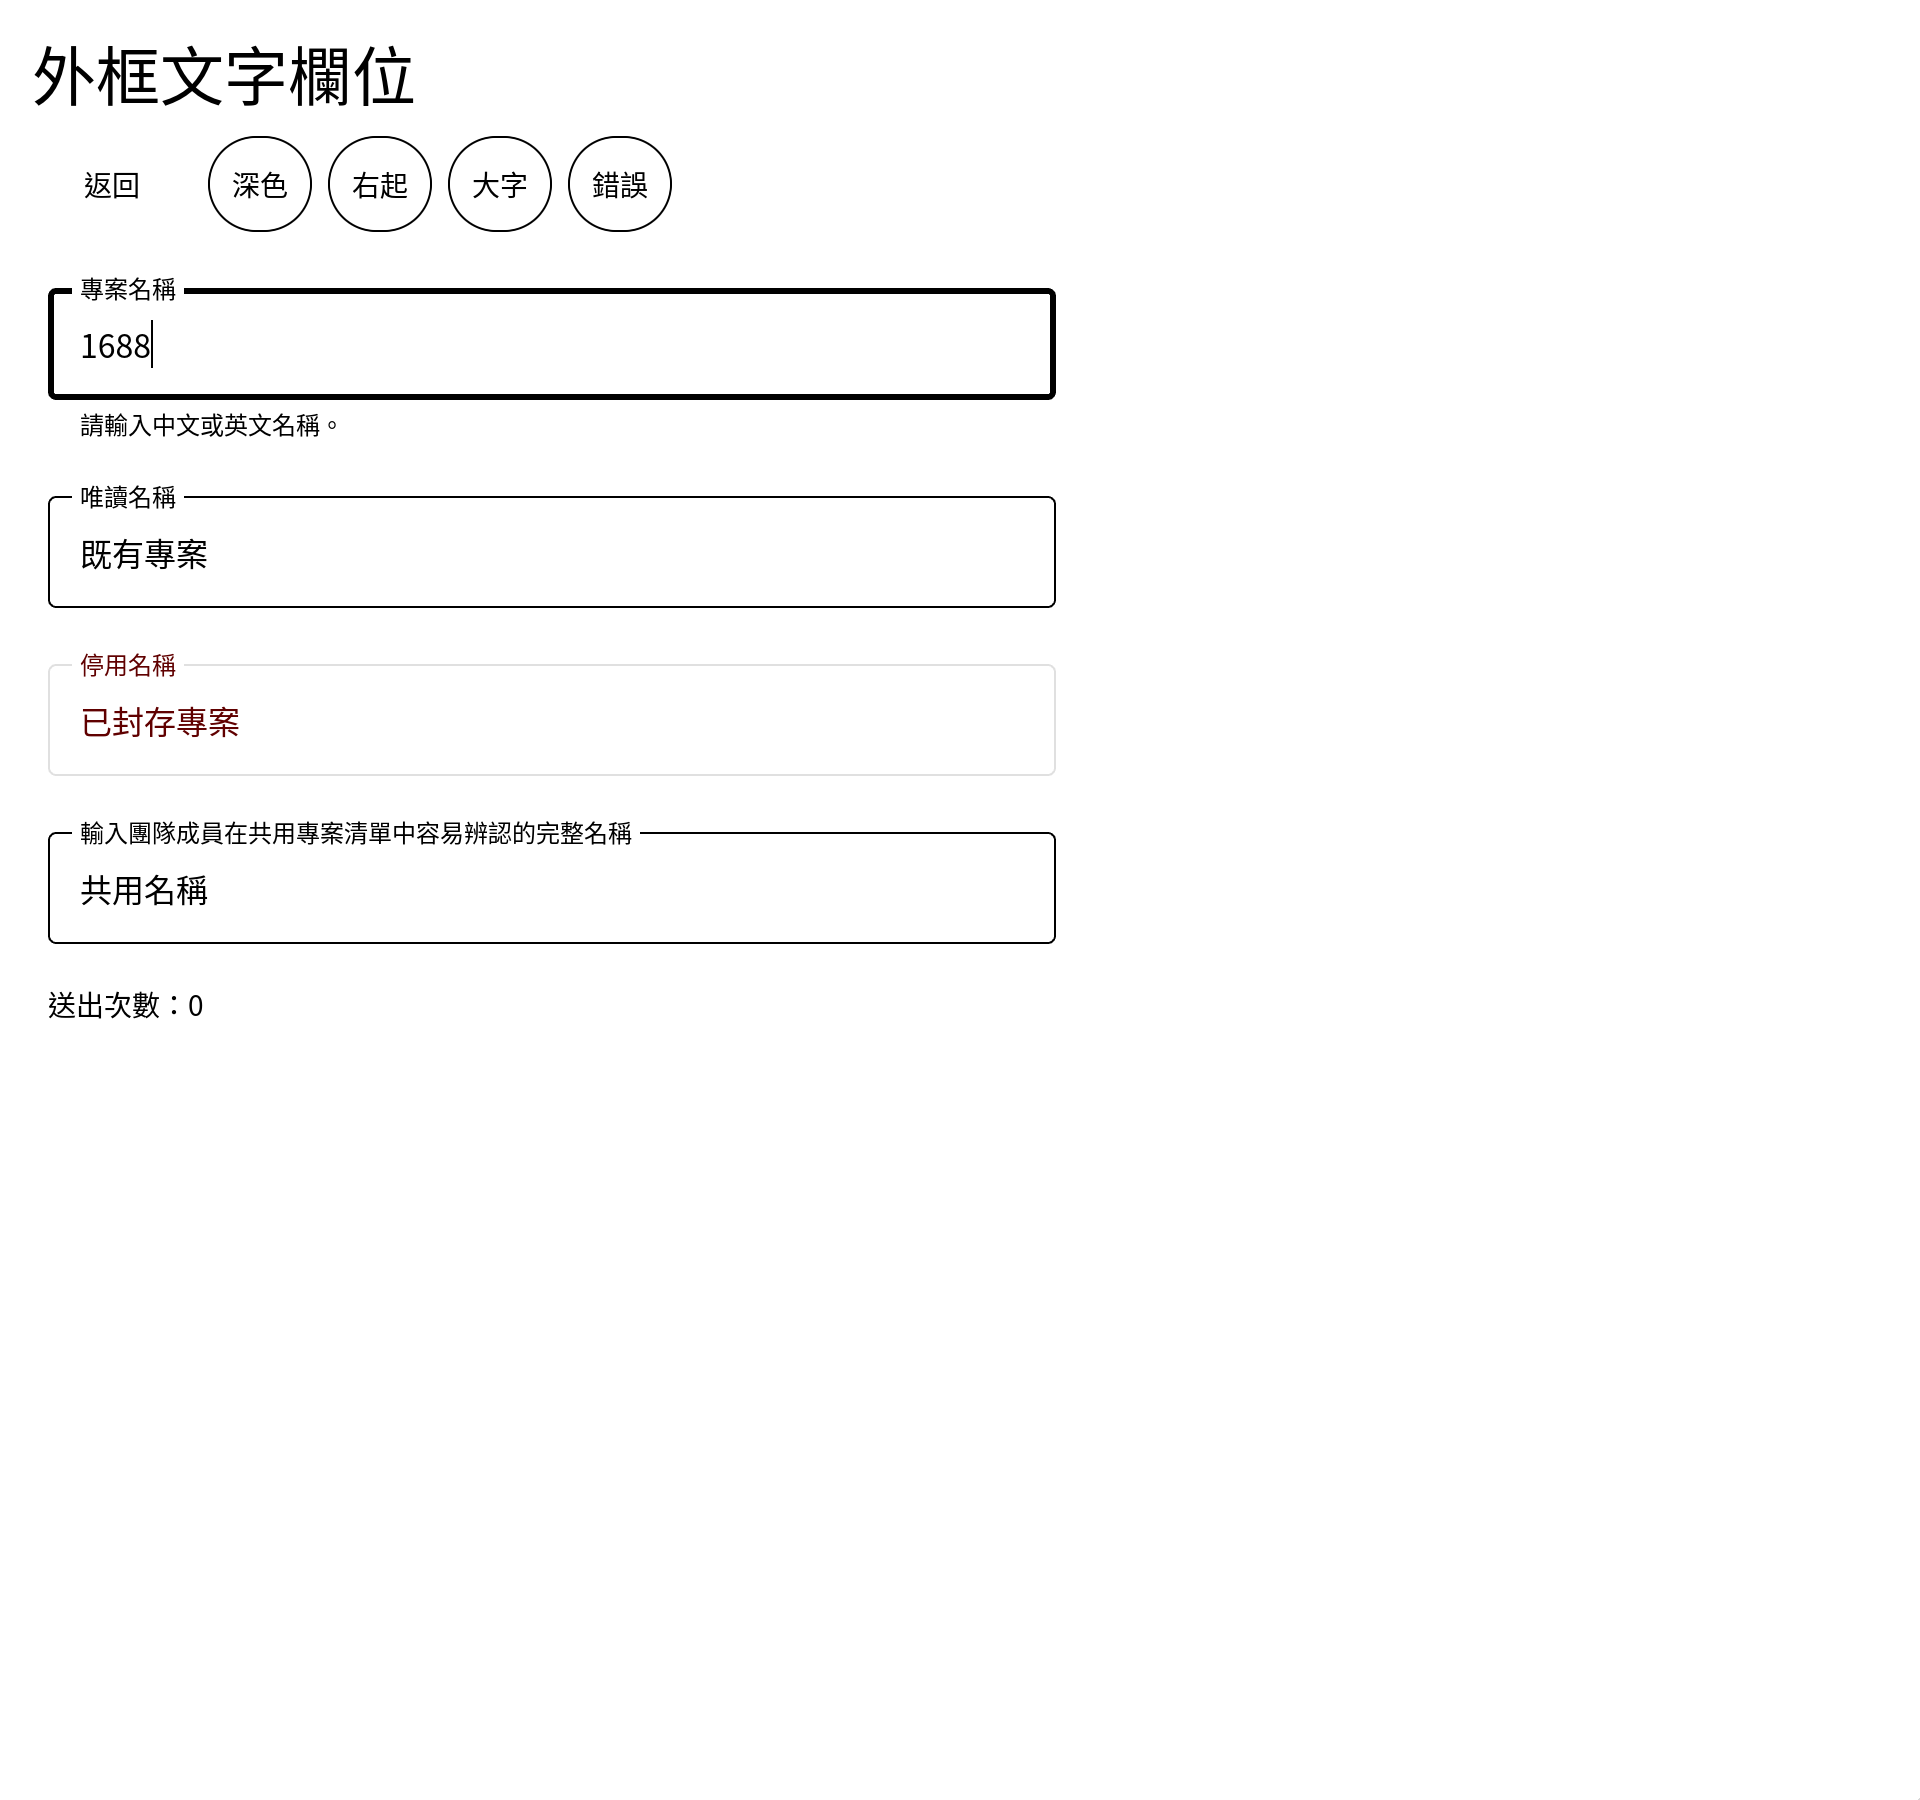 外框文字欄位
返回 深色 右起 大字 錯誤
專案名稱
1688
請輸入中文或英文名稱。
唯讀名稱
既有專案
停用名稱
已封存專案
輸入團隊成員在共用專案清單中容易辨認的完整名稱
共用名稱
送出次數：0